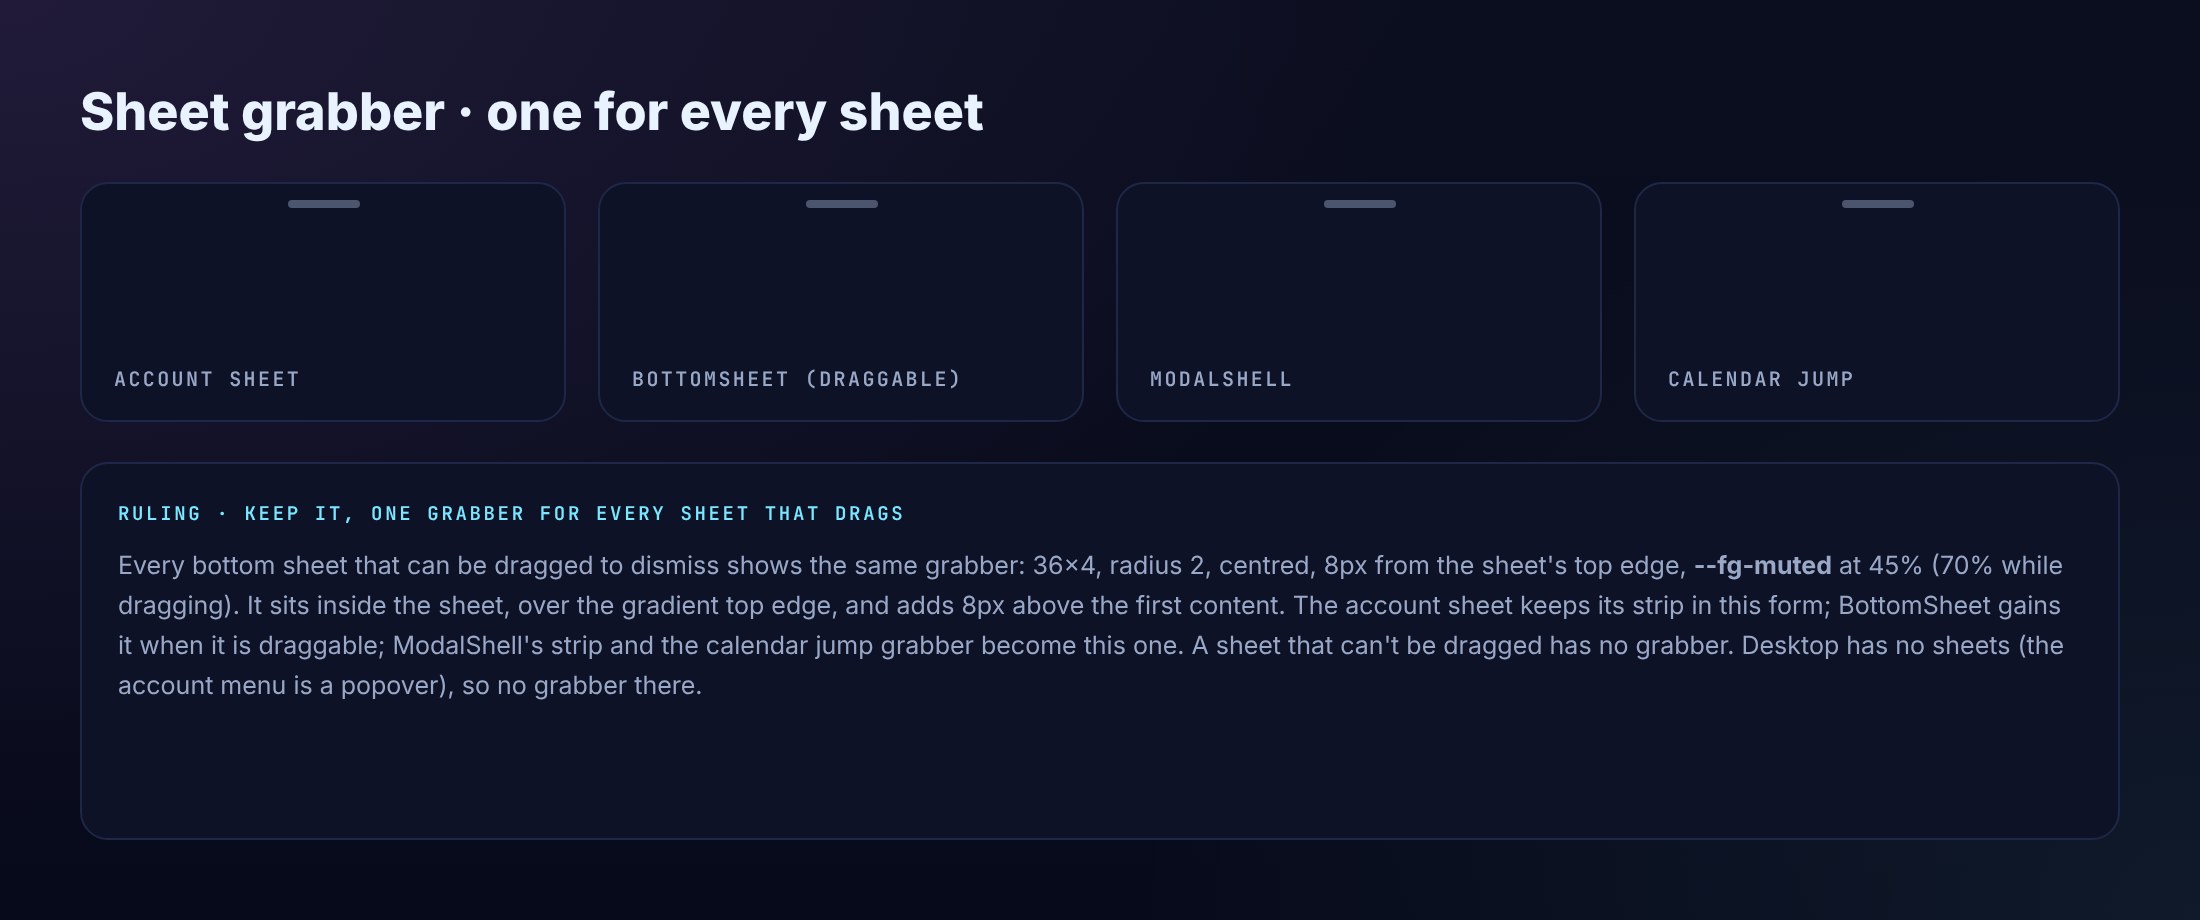 Sheet grabber · one for every sheet
ACCOUNT SHEET
BOTTOMSHEET (DRAGGABLE)
MODALSHELL
CALENDAR JUMP
RULING · KEEP IT, ONE GRABBER FOR EVERY SHEET THAT DRAGS
Every bottom sheet that can be dragged to dismiss shows the same grabber: 36×4, radius 2, centred, 8px from the sheet's top edge, --fg-muted at 45% (70% while
dragging). It sits inside the sheet, over the gradient top edge, and adds 8px above the first content. The account sheet keeps its strip in this form; BottomSheet gains
it when it is draggable; ModalShell's strip and the calendar jump grabber become this one. A sheet that can't be dragged has no grabber. Desktop has no sheets (the
account menu is a popover), so no grabber there.